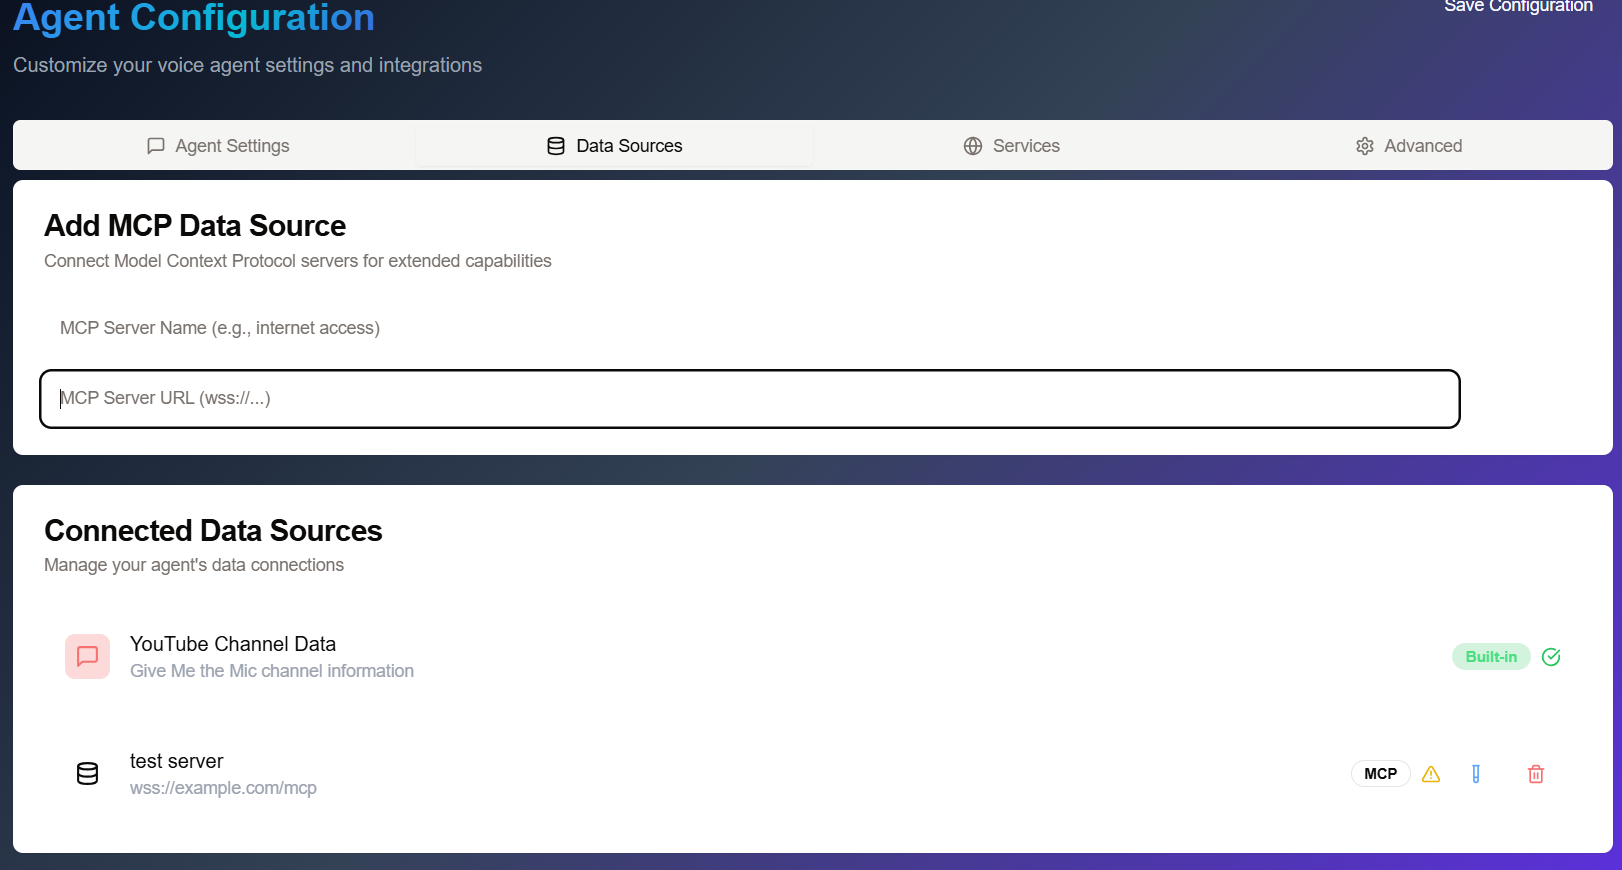 Agent Configuration
Save Configuration
Customize your voice agent settings and integrations
Agent Settings
Data Sources
Services
Advanced
Add MCP Data Source
Connect Model Context Protocol servers for extended capabilities
MCP Server Name (e.g., internet access)
MCP Server URL (wss://...)
Connected Data Sources
Manage your agent's data connections
YouTube Channel Data
Give Me the Mic channel information
Built-in
test server
wss://example.com/mcp
MCP